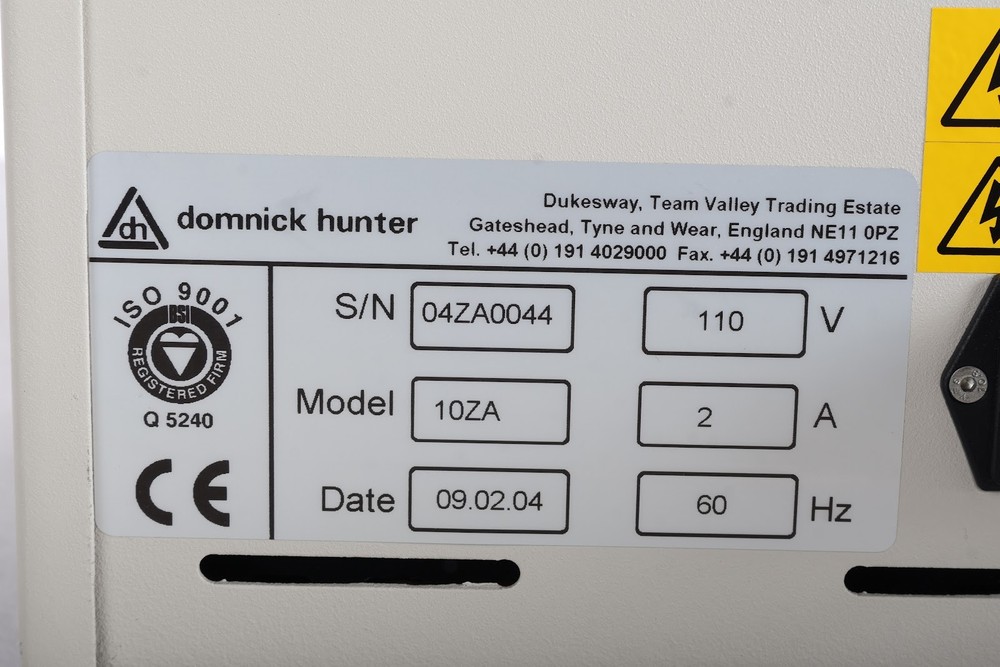 dh domnick hunter
Dukesway, Team Valley Trading Estate
Gateshead, Tyne and Wear, England NE11 0PZ
Tel. +44 (0) 191 4029000 Fax. +44 (0) 191 4971216
ISO 9001
BSI
REGISTERED FIRM
Q 5240
CE
S/N 04ZA0044 110 V
Model 10ZA 2 A
Date 09.02.04 60 Hz